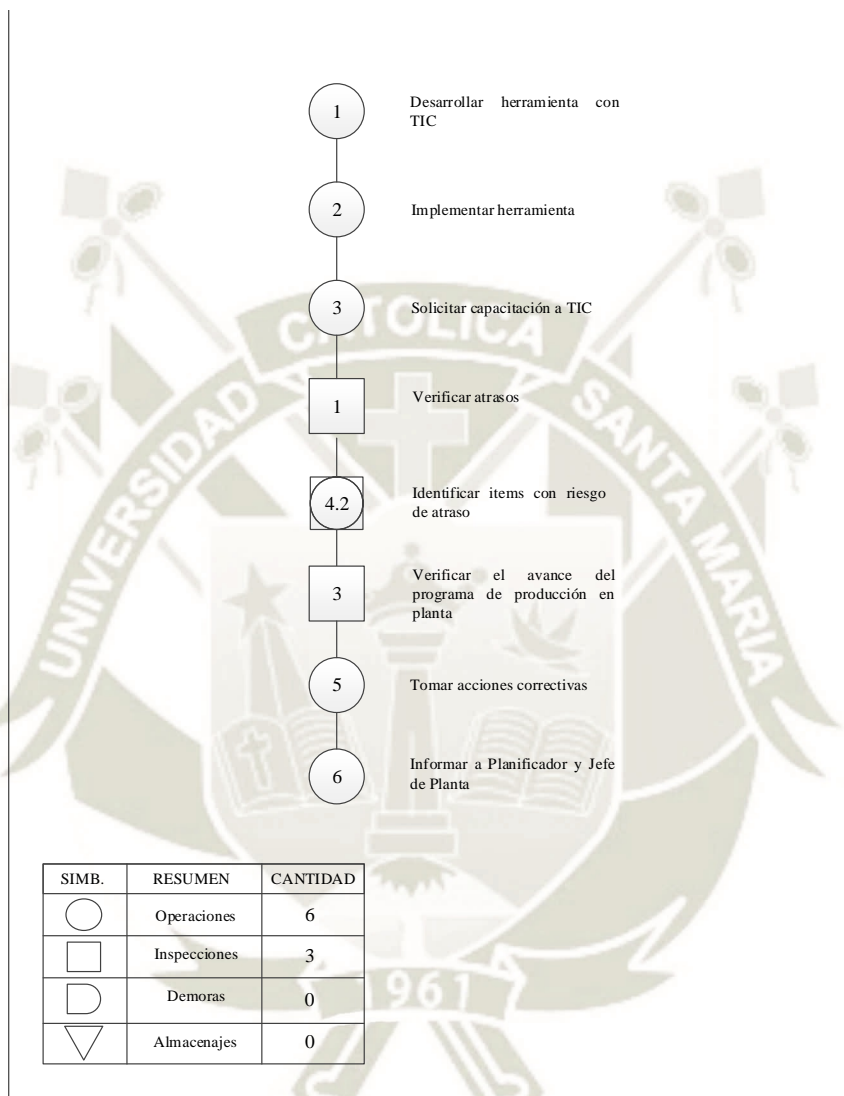 1
Desarrollar herramienta con
TIC
2
Implementar herramienta
3
Solicitar capacitación a TIC
1
Verificar atrasos
4.2
Identificar items con riesgo
de atraso
3
Verificar el avance del
programa de producción en
planta
5
Tomar acciones correctivas
6
Informar a Planificador y Jefe
de Planta
SIMB. RESUMEN CANTIDAD
Operaciones 6
Inspecciones 3
Demoras 0
Almacenajes 0
UNIVERSIDAD CATOLICA SANTA MARIA
1961